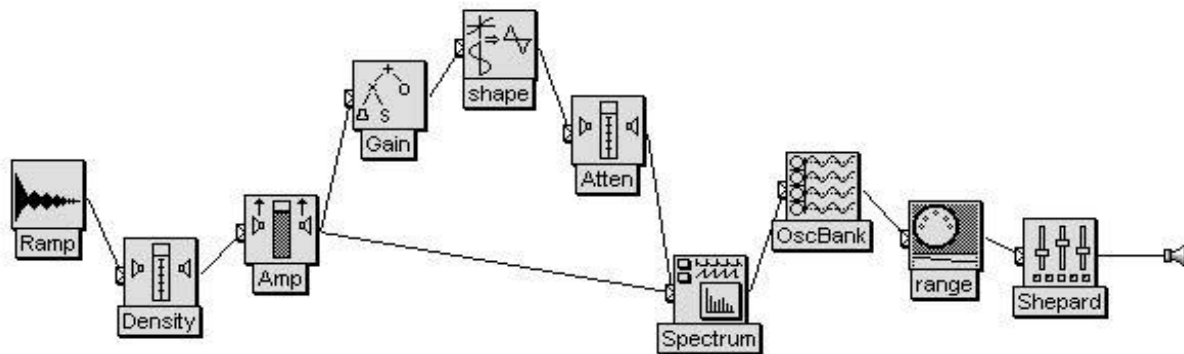 Ramp
Density
Amp
S
Gain
shape
Atten
Spectrum
OscBank
range
Shepard